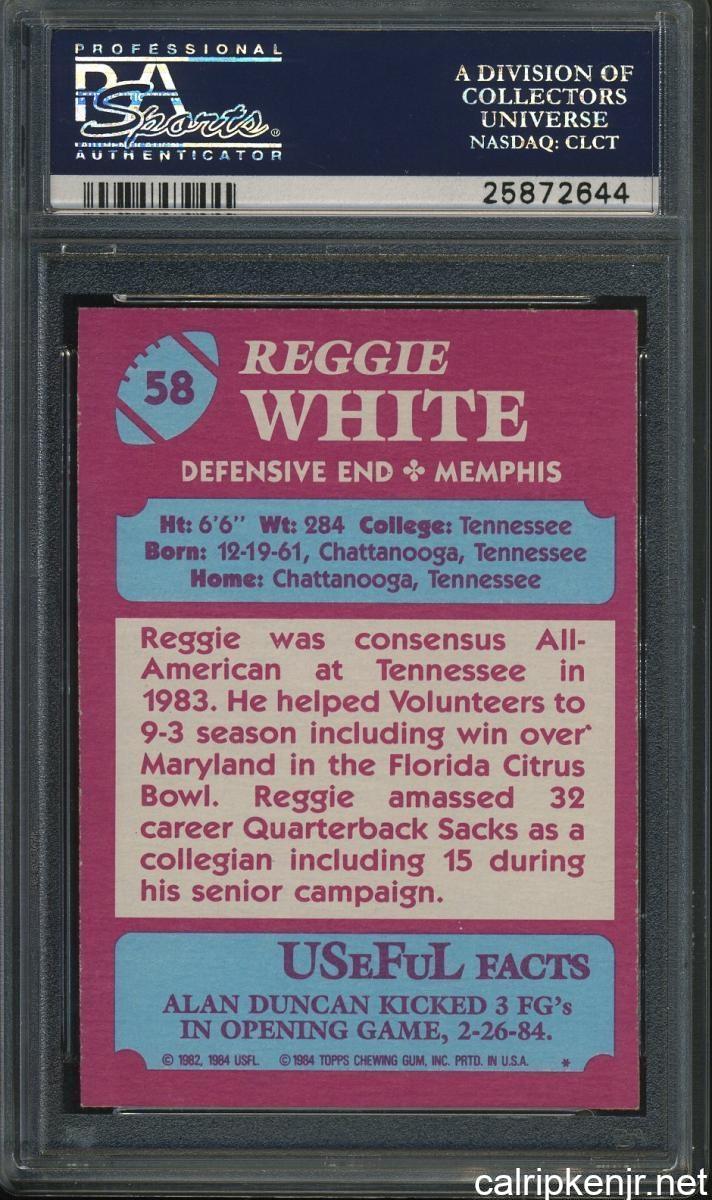 PROFESSIONAL
PSA
Sports®
AUTHENTICATOR
A DIVISION OF
COLLECTORS
UNIVERSE
NASDAQ: CLCT
25872644
58
REGGIE
WHITE
DEFENSIVE END ✤ MEMPHIS
Ht: 6'6" Wt: 284 College: Tennessee
Born: 12-19-61, Chattanooga, Tennessee
Home: Chattanooga, Tennessee
Reggie was consensus All-
American at Tennessee in
1983. He helped Volunteers to
9-3 season including win over
Maryland in the Florida Citrus
Bowl. Reggie amassed 32
career Quarterback Sacks as a
collegian including 15 during
his senior campaign.
USeFuL FACTS
ALAN DUNCAN KICKED 3 FG's
IN OPENING GAME, 2-26-84.
© 1982, 1984 USFL © 1984 TOPPS CHEWING GUM, INC. PRTD. IN U.S.A. *
calripkenjr.net